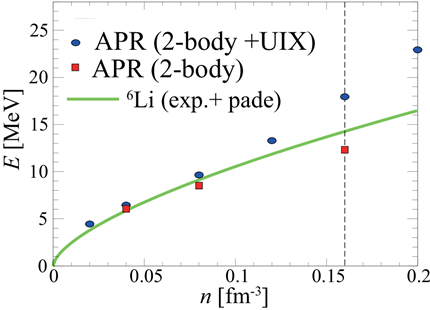 APR (2-body +UIX)
APR (2-body)
⁶Li (exp.+ pade)
E [MeV]
25
20
15
10
5
0
0 0.05 0.1 0.15 0.2
n [fm⁻³]